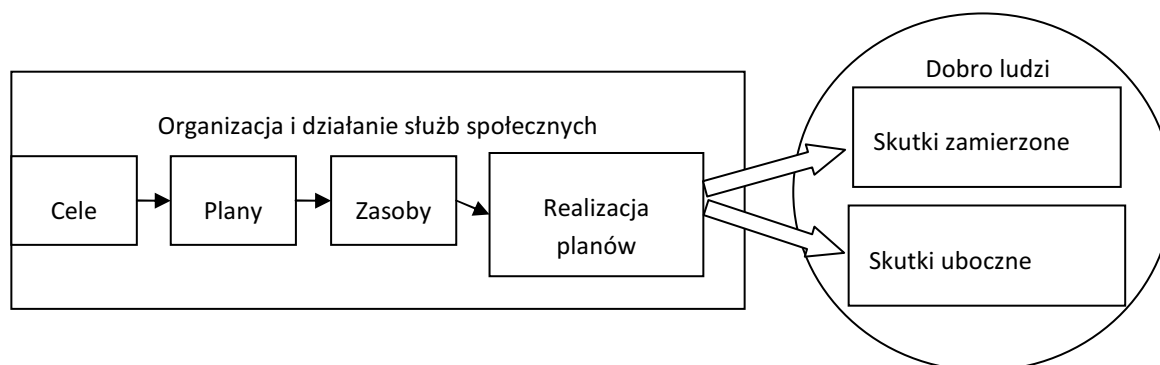 Dobro ludzi
Organizacja i działanie służb społecznych
Skutki zamierzone
Cele
Plany
Zasoby
Realizacja
planów
Skutki uboczne